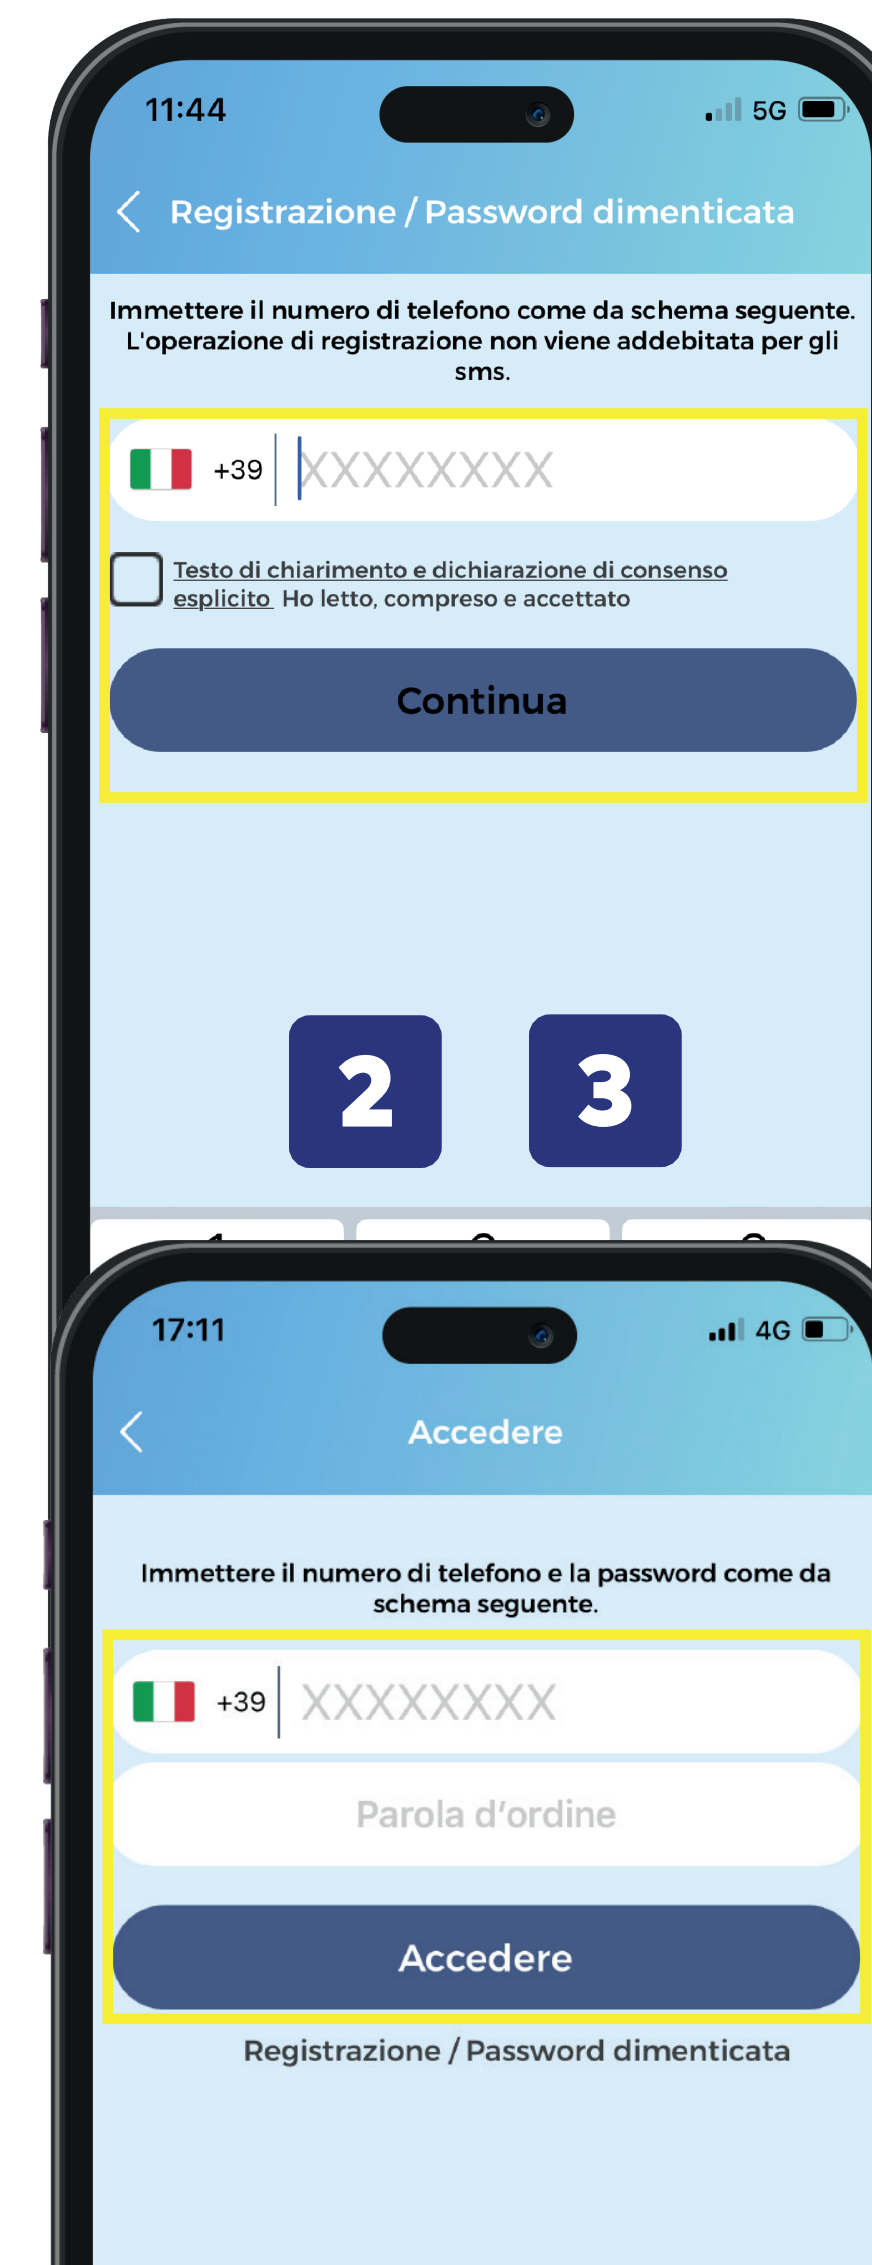 11:44
5G
Registrazione / Password dimenticata
Immettere il numero di telefono come da schema seguente.
L'operazione di registrazione non viene addebitata per gli
sms.
+39 XXXXXXXX
Testo di chiarimento e dichiarazione di consenso
esplicito Ho letto, compreso e accettato
Continua
2 3
17:11
4G
Accedere
Immettere il numero di telefono e la password come da
schema seguente.
+39 XXXXXXXX
Parola d'ordine
Accedere
Registrazione / Password dimenticata